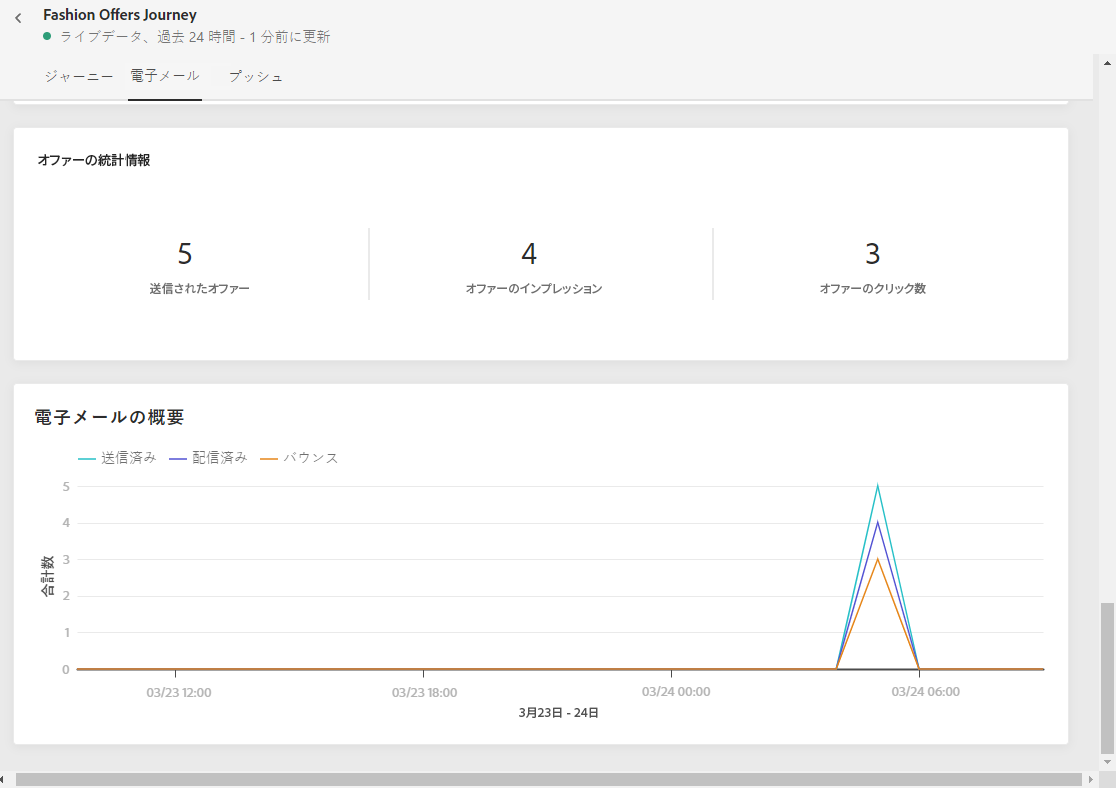 Fashion Offers Journey
ライブデータ、過去 24 時間 - 1 分前に更新
ジャーニー 電子メール プッシュ
オファーの統計情報
5 4 3
送信されたオファー オファーのインプレッション オファーのクリック数
電子メールの概要
送信済み 配信済み バウンス
5
4
3
2
1
0
合計数
03/23 12:00 03/23 18:00 03/24 00:00 03/24 06:00
3月23日 - 24日